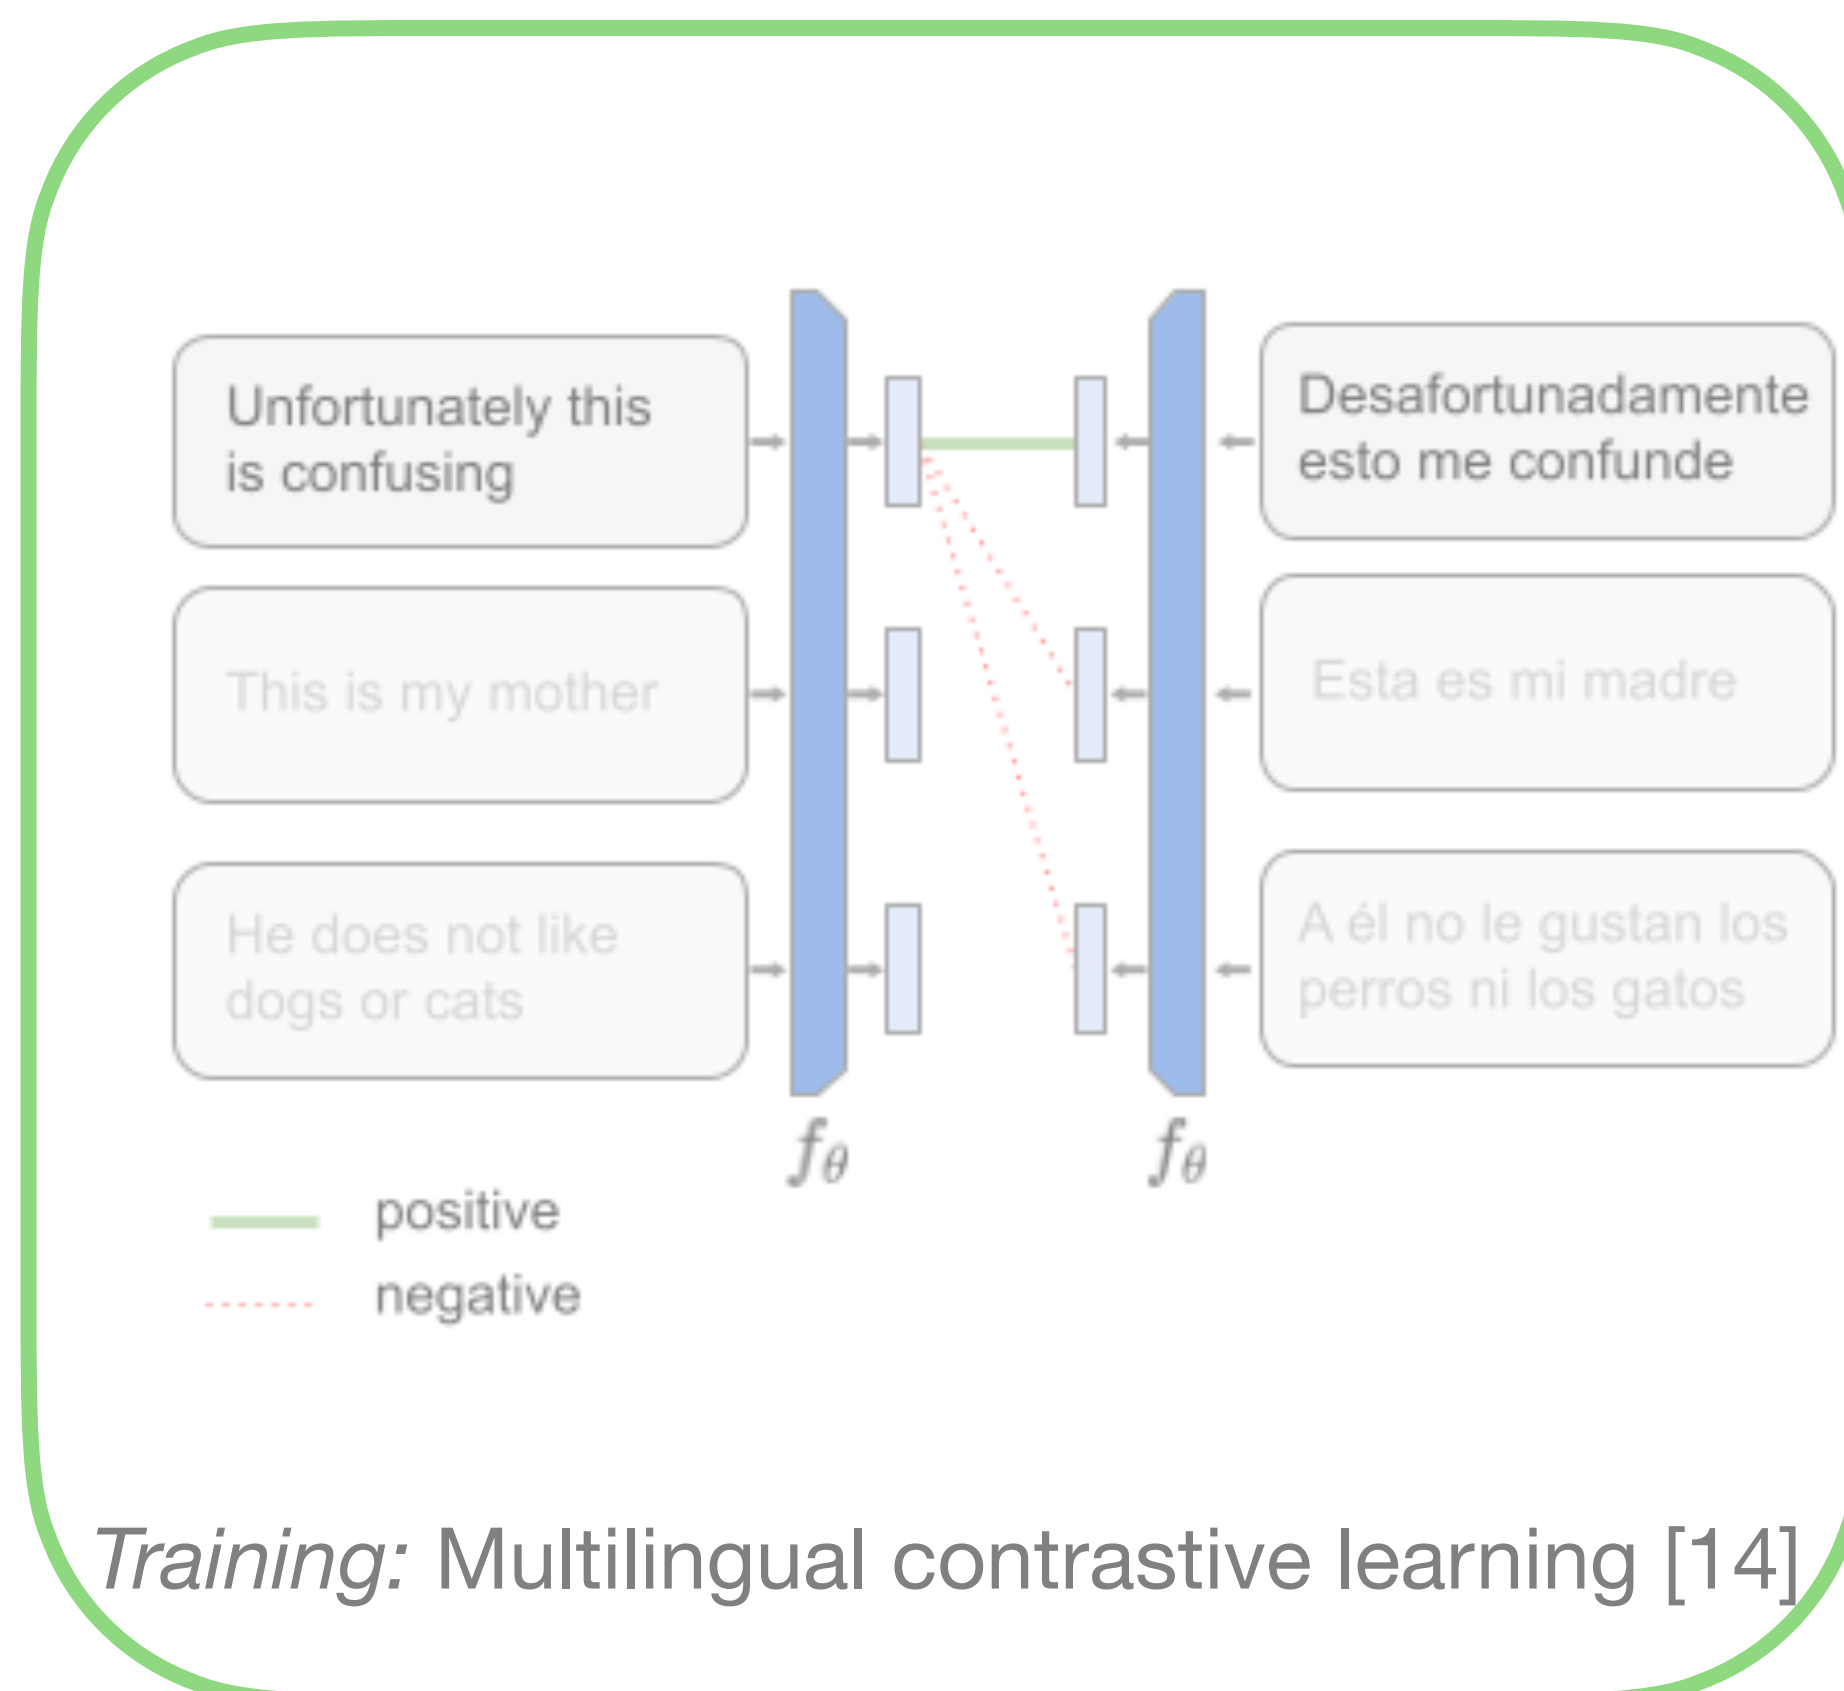 Unfortunately this
is confusing
Desafortunadamente
esto me confunde
This is my mother
Esta es mi madre
He does not like
dogs or cats
A él no le gustan los
perros ni los gatos
fθ
fθ
positive
negative
Training: Multilingual contrastive learning [14]